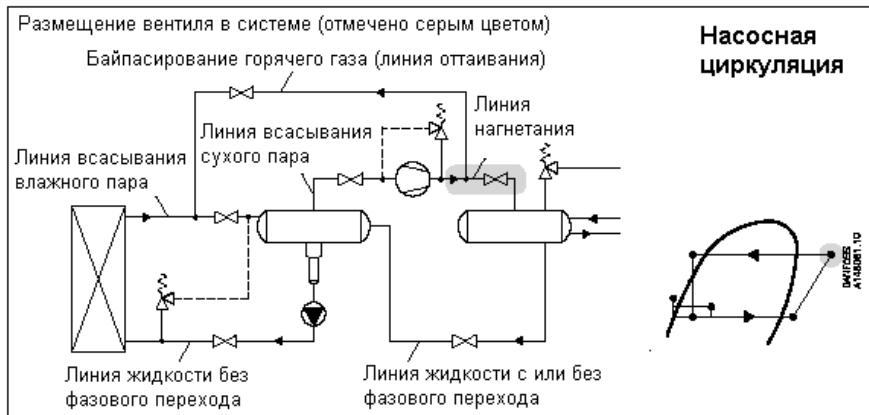 Размещение вентиля в системе (отмечено серым цветом)
Байпасирование горячего газа (линия оттаивания)
Насосная
циркуляция
Линия всасывания
сухого пара
Линия
нагнетания
Линия всасывания
влажного пара
Линия жидкости без
фазового перехода
Линия жидкости с или без
фазового перехода
DANFOSS